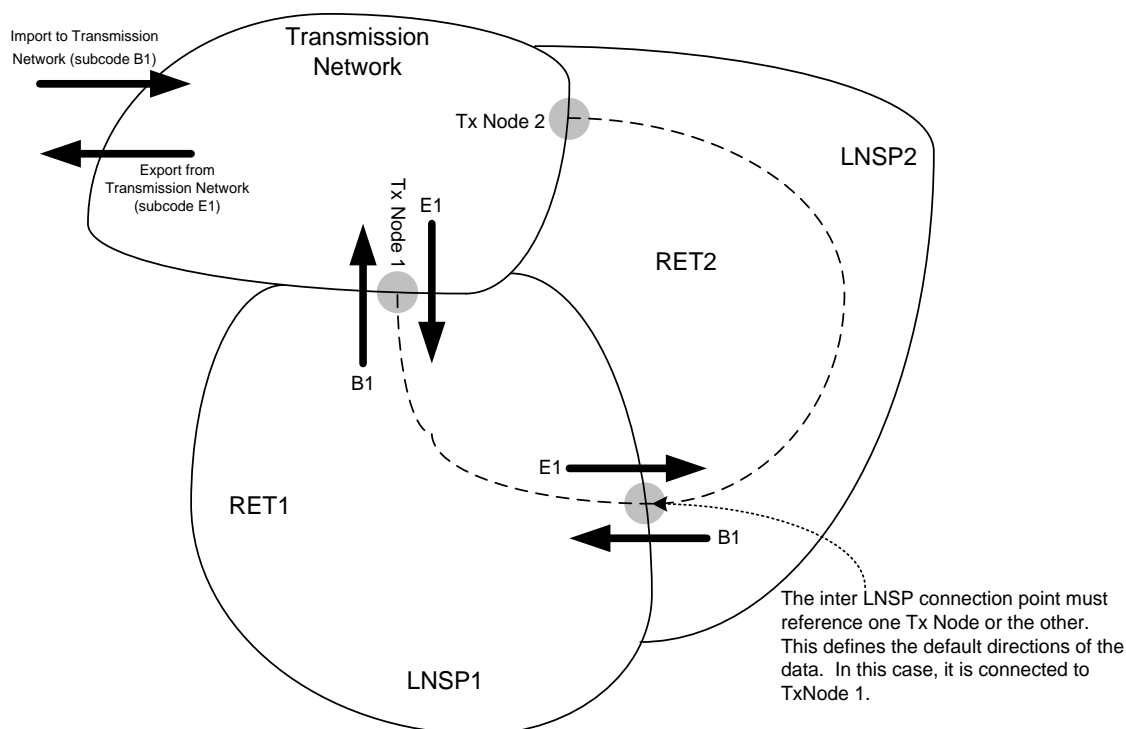 Import to Transmission
Network (subcode B1)
Transmission
Network
Tx Node 2
LNSP2
Export from
Transmission Network
(subcode E1)
Tx Node 1
E1
RET2
B1
E1
RET1
B1
The inter LNSP connection point must
reference one Tx Node or the other.
This defines the default directions of the
data.  In this case, it is connected to
TxNode 1.
LNSP1